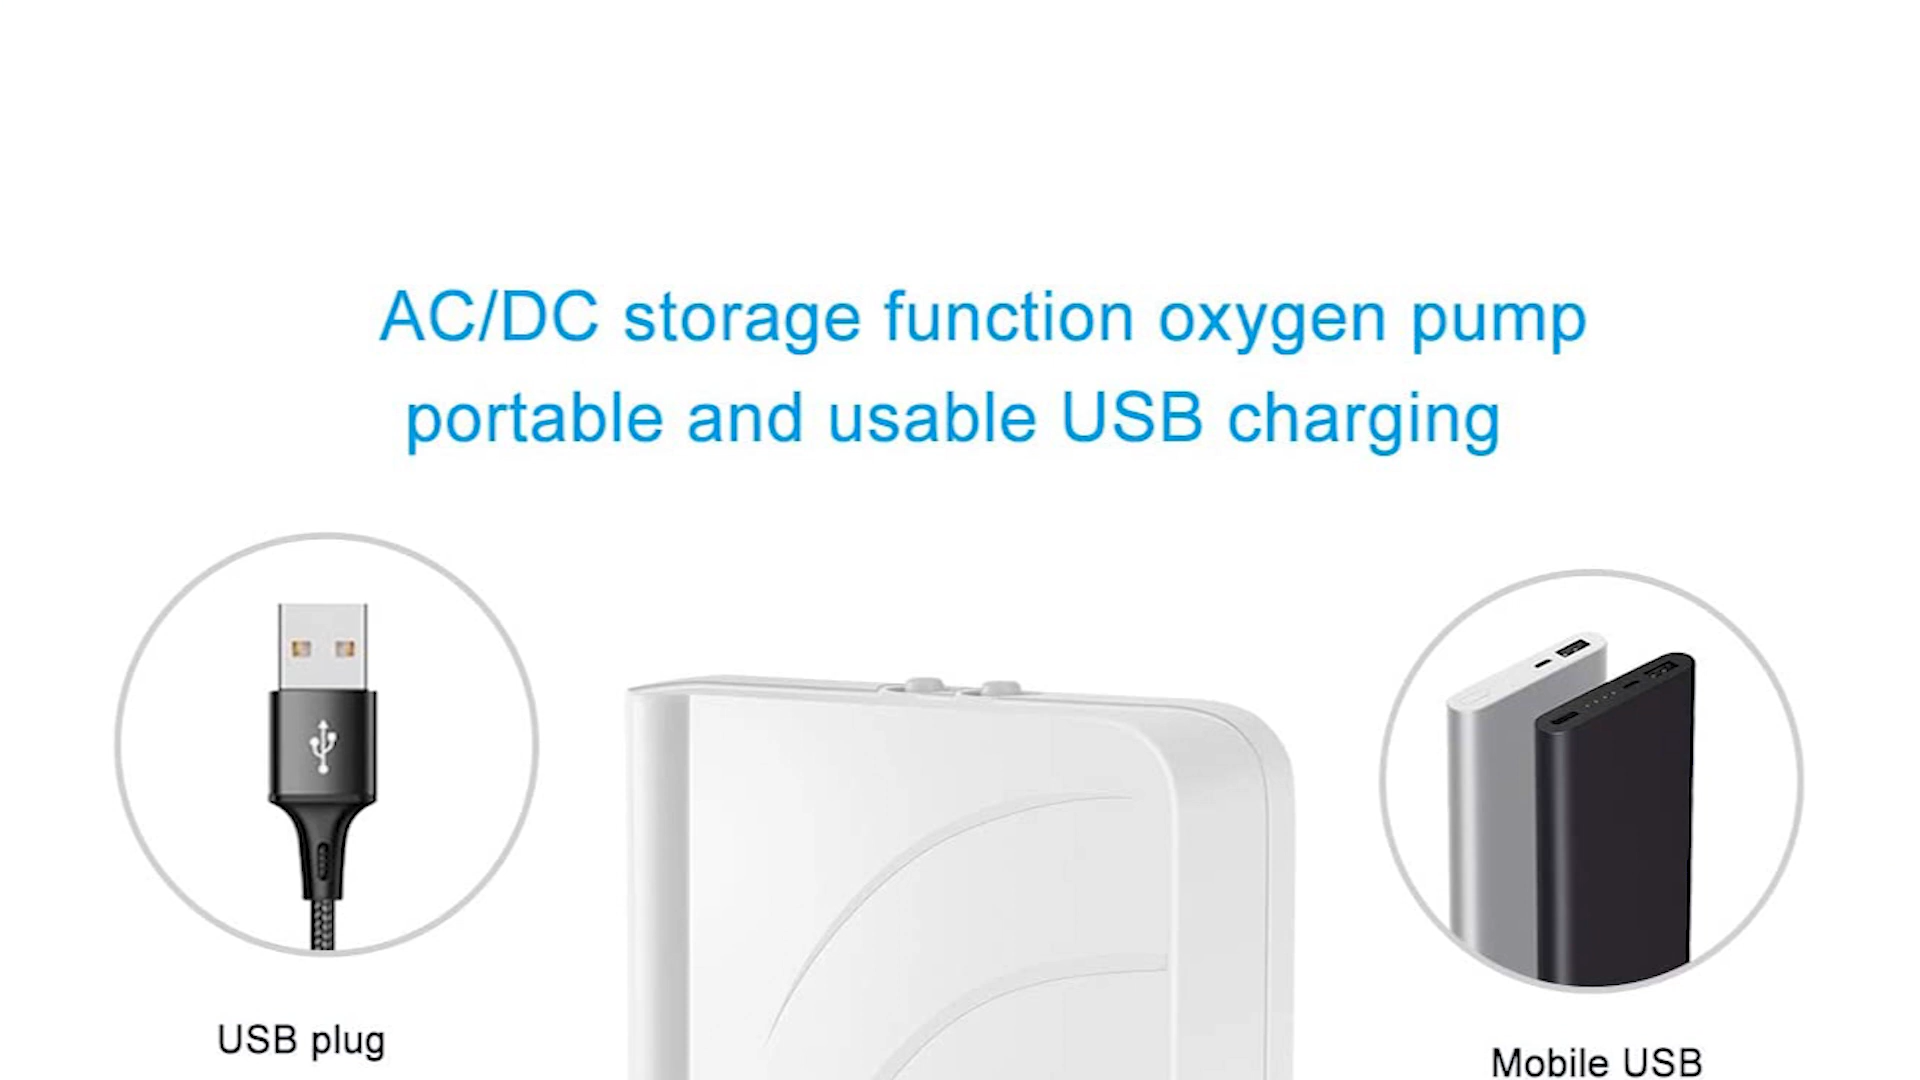 AC/DC storage function oxygen pump
portable and usable USB charging
USB plug
Mobile USB